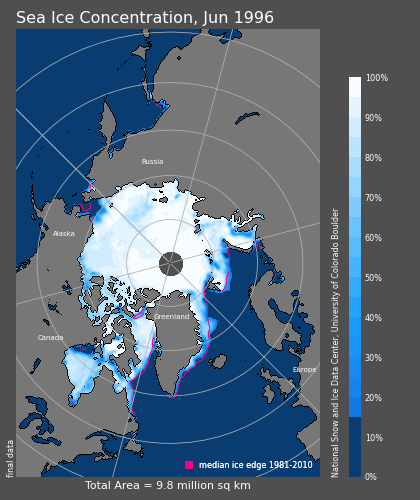 Sea Ice Concentration, Jun 1996
100%
90%
80%
70%
60%
50%
40%
30%
20%
10%
0%
Russia
Alaska
Canada
Greenland
Europe
National Snow and Ice Data Center, University of Colorado Boulder
final data
median ice edge 1981-2010
Total Area = 9.8 million sq km